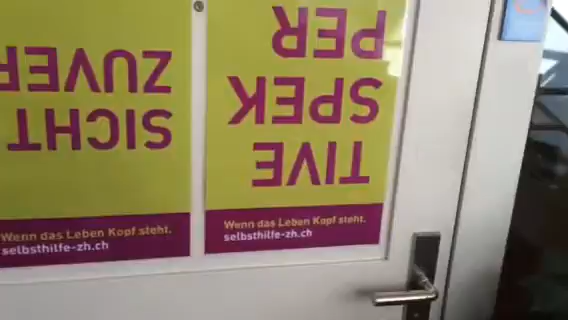 ZUVER
SICHT
Wenn das Leben Kopf steht.
selbsthilfe-zh.ch
PER
SPEK
TIVE
Wenn das Leben Kopf steht.
selbsthilfe-zh.ch